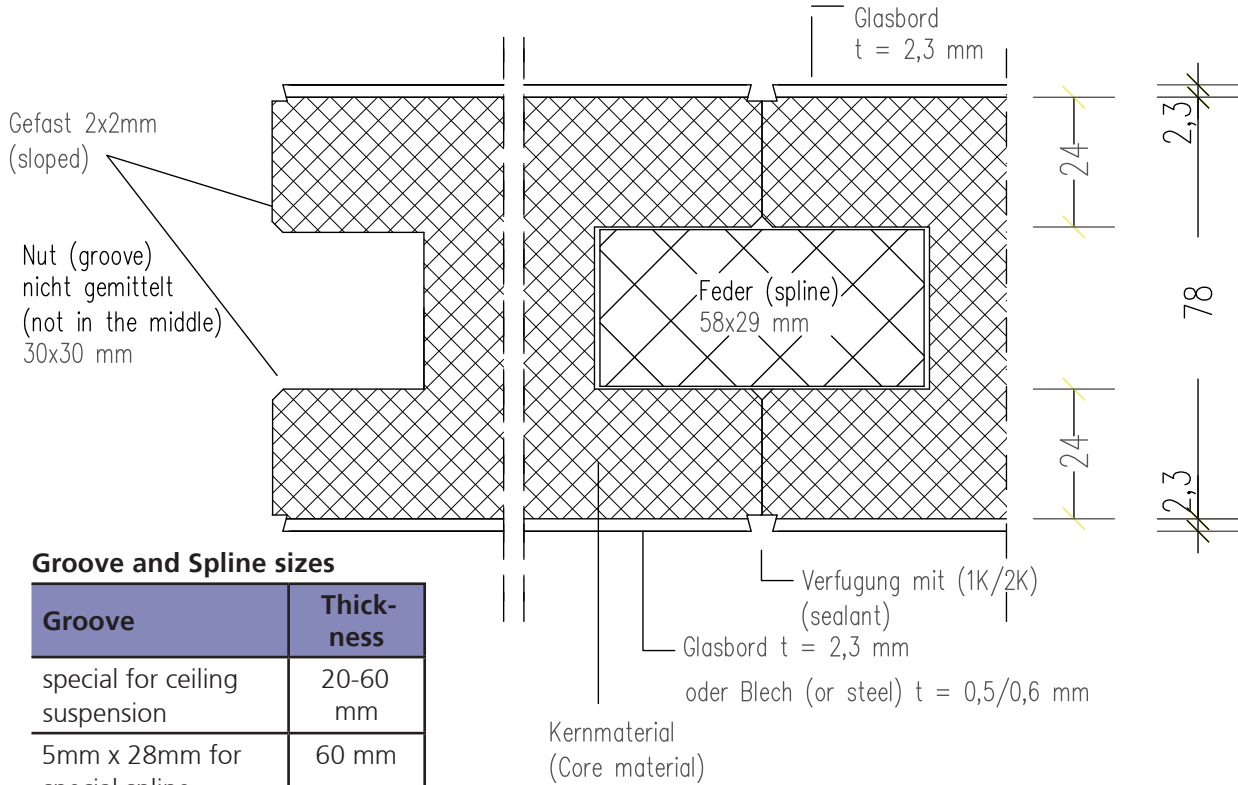 Glasbord
t = 2,3 mm
Gefast 2x2mm
(sloped)
Nut (groove)
nicht gemittelt
(not in the middle)
30x30 mm
Feder (spline)
58x29 mm
24
24
2,3
78
2,3
Verfugung mit (1K/2K)
(sealant)
Glasbord t = 2,3 mm
oder Blech (or steel) t = 0,5/0,6 mm
Kernmaterial
(Core material)
Groove and Spline sizes
Groove
Thick-
ness
special for ceiling
suspension
20-60
mm
5mm x 28mm for
special spline
60 mm